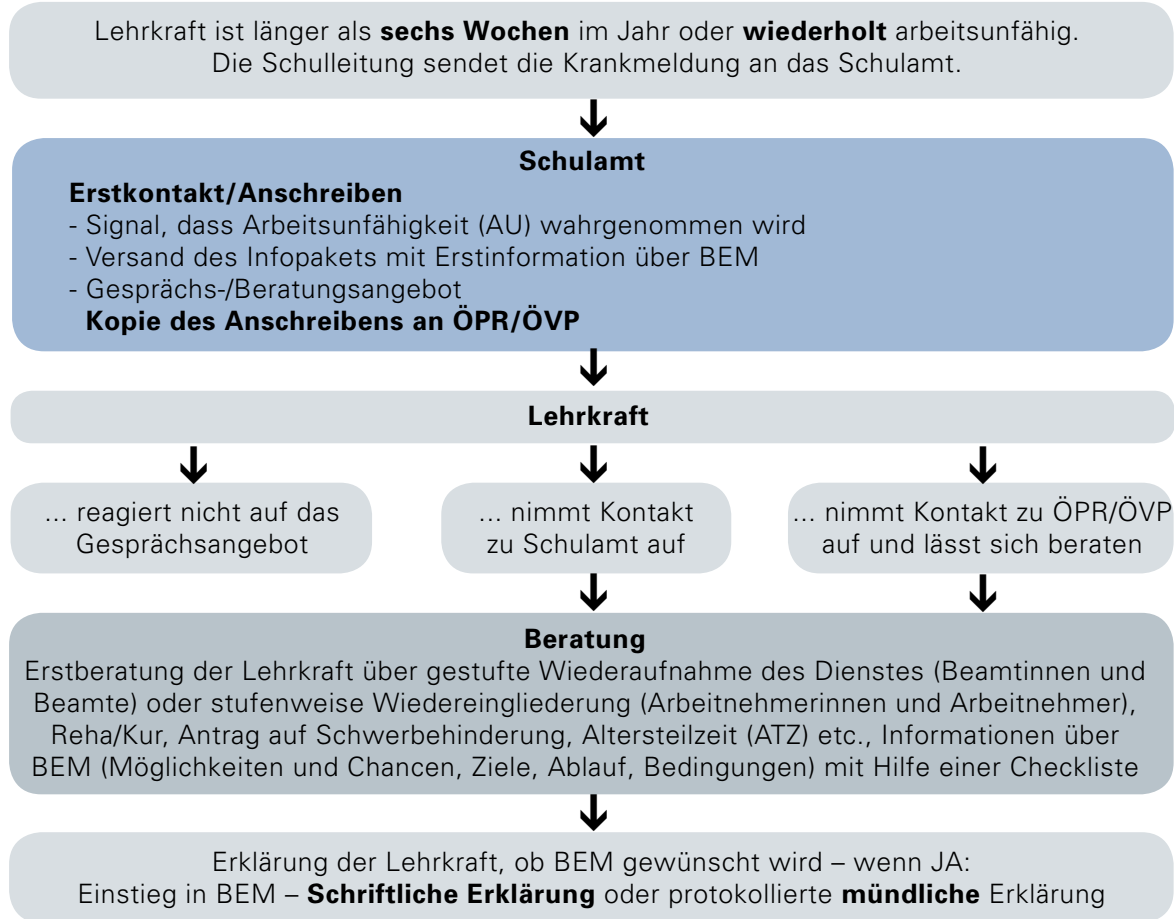 Lehrkraft ist länger als sechs Wochen im Jahr oder wiederholt arbeitsunfähig.
Die Schulleitung sendet die Krankmeldung an das Schulamt.
Schulamt
Erstkontakt/Anschreiben
- Signal, dass Arbeitsunfähigkeit (AU) wahrgenommen wird
- Versand des Infopakets mit Erstinformation über BEM
- Gesprächs-/Beratungsangebot
Kopie des Anschreibens an ÖPR/ÖVP
Lehrkraft
... reagiert nicht auf das
Gesprächsangebot
... nimmt Kontakt
zu Schulamt auf
... nimmt Kontakt zu ÖPR/ÖVP
auf und lässt sich beraten
Beratung
Erstberatung der Lehrkraft über gestufte Wiederaufnahme des Dienstes (Beamtinnen und
Beamte) oder stufenweise Wiedereingliederung (Arbeitnehmerinnen und Arbeitnehmer),
Reha/Kur, Antrag auf Schwerbehinderung, Altersteilzeit (ATZ) etc., Informationen über
BEM (Möglichkeiten und Chancen, Ziele, Ablauf, Bedingungen) mit Hilfe einer Checkliste
Erklärung der Lehrkraft, ob BEM gewünscht wird – wenn JA:
Einstieg in BEM – Schriftliche Erklärung oder protokollierte mündliche Erklärung